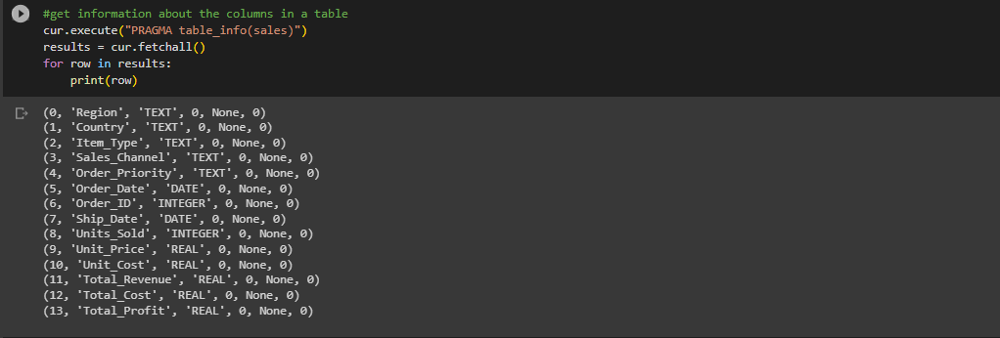 #get information about the columns in a table
cur.execute("PRAGMA table_info(sales)")
results = cur.fetchall()
for row in results:
    print(row)
(0, 'Region', 'TEXT', 0, None, 0)
(1, 'Country', 'TEXT', 0, None, 0)
(2, 'Item_Type', 'TEXT', 0, None, 0)
(3, 'Sales_Channel', 'TEXT', 0, None, 0)
(4, 'Order_Priority', 'TEXT', 0, None, 0)
(5, 'Order_Date', 'DATE', 0, None, 0)
(6, 'Order_ID', 'INTEGER', 0, None, 0)
(7, 'Ship_Date', 'DATE', 0, None, 0)
(8, 'Units_Sold', 'INTEGER', 0, None, 0)
(9, 'Unit_Price', 'REAL', 0, None, 0)
(10, 'Unit_Cost', 'REAL', 0, None, 0)
(11, 'Total_Revenue', 'REAL', 0, None, 0)
(12, 'Total_Cost', 'REAL', 0, None, 0)
(13, 'Total_Profit', 'REAL', 0, None, 0)